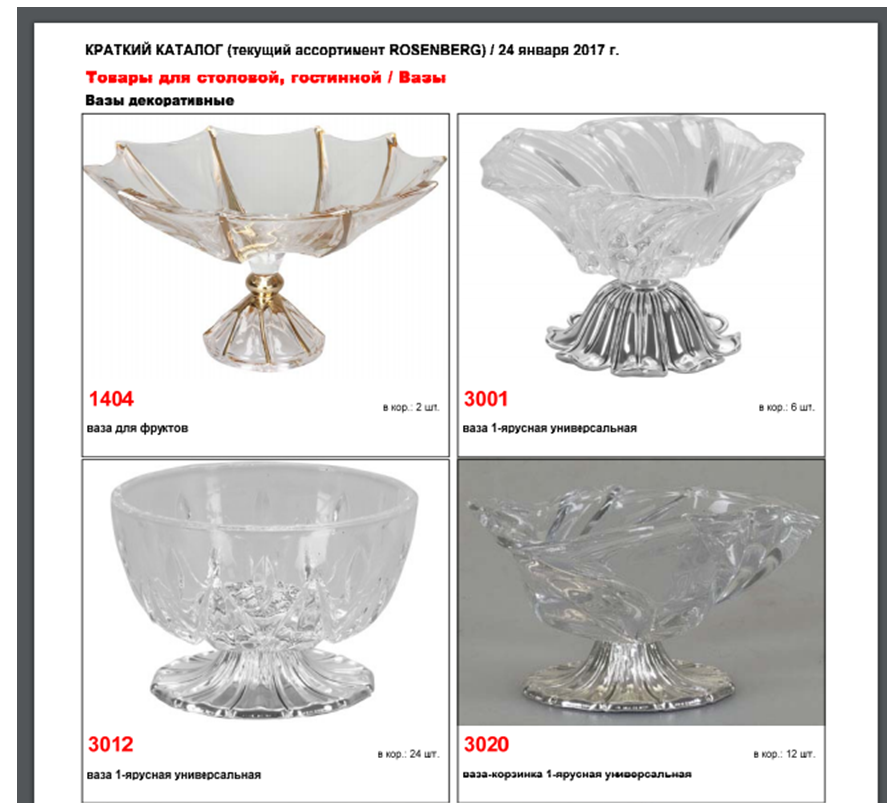 КРАТКИЙ КАТАЛОГ (текущий ассортимент ROSENBERG) / 24 января 2017 г.
Товары для столовой, гостинной / Вазы
Вазы декоративные
1404
в кор.: 2 шт.
ваза для фруктов
3001
в кор.: 6 шт.
ваза 1-ярусная универсальная
3012
в кор.: 24 шт.
ваза 1-ярусная универсальная
3020
в кор.: 12 шт.
ваза-корзинка 1-ярусная универсальная